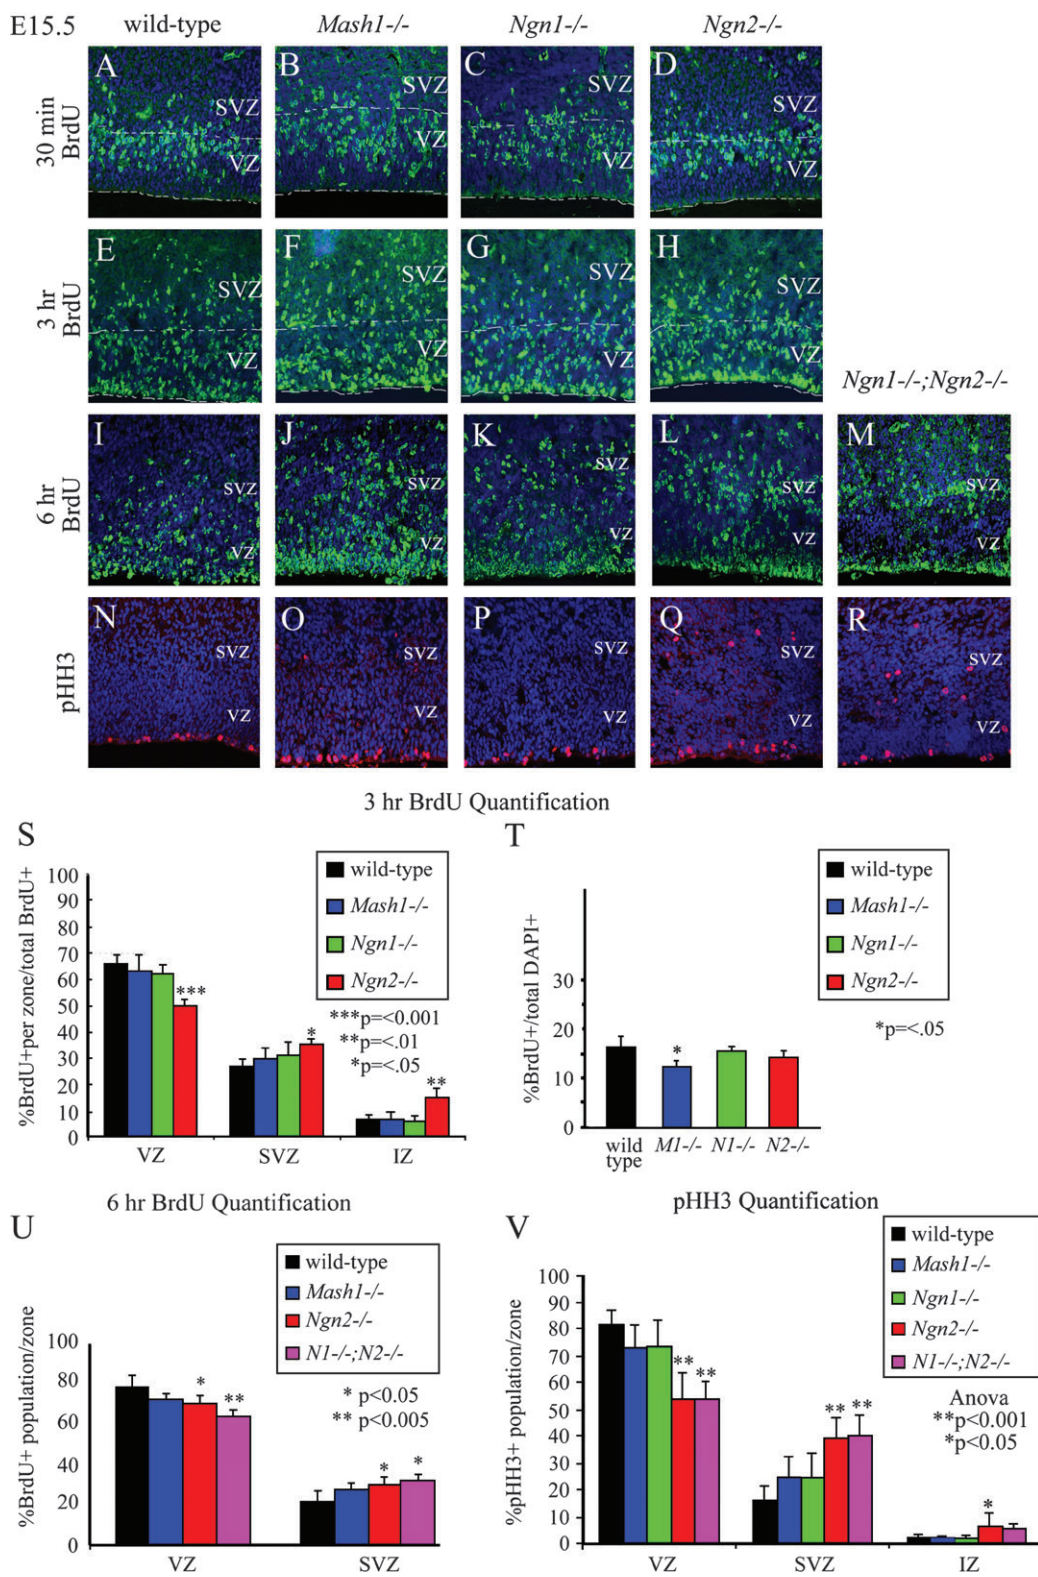 E15.5 wild-type Mash1-/- Ngn1-/- Ngn2-/-
30 min BrdU
A B C D
SVZ SVZ SVZ SVZ
VZ VZ VZ VZ
3 hr BrdU
E F G H
SVZ SVZ SVZ SVZ
VZ VZ VZ VZ
Ngn1-/-;Ngn2-/-
6 hr BrdU
I J K L M
SVZ SVZ SVZ SVZ SVZ
VZ VZ VZ VZ VZ
pHH3
N O P Q R
SVZ SVZ SVZ SVZ SVZ
VZ VZ VZ VZ VZ
3 hr BrdU Quantification
S
%BrdU+per zone/total BrdU+
100
90
80
70
60
50
40
30
20
10
0
wild-type
Mash1-/-
Ngn1-/-
Ngn2-/-
***p=<0.001
**p=<.01
*p=<.05
***
*
**
VZ SVZ IZ
T
%BrdU+/total DAPI+
30
20
10
0
wild-type
Mash1-/-
Ngn1-/-
Ngn2-/-
*p=<.05
*
wild type M1-/- N1-/- N2-/-
6 hr BrdU Quantification
U
%BrdU+ population/zone
100
80
60
40
20
0
wild-type
Mash1-/-
Ngn2-/-
N1-/-;N2-/-
* p<0.05
** p<0.005
* **
* *
VZ SVZ
pHH3 Quantification
V
%pHH3+ population/zone
100
90
80
70
60
50
40
30
20
10
0
wild-type
Mash1-/-
Ngn1-/-
Ngn2-/-
N1-/-;N2-/-
Anova
**p<0.001
*p<0.05
** **
** **
*
VZ SVZ IZ